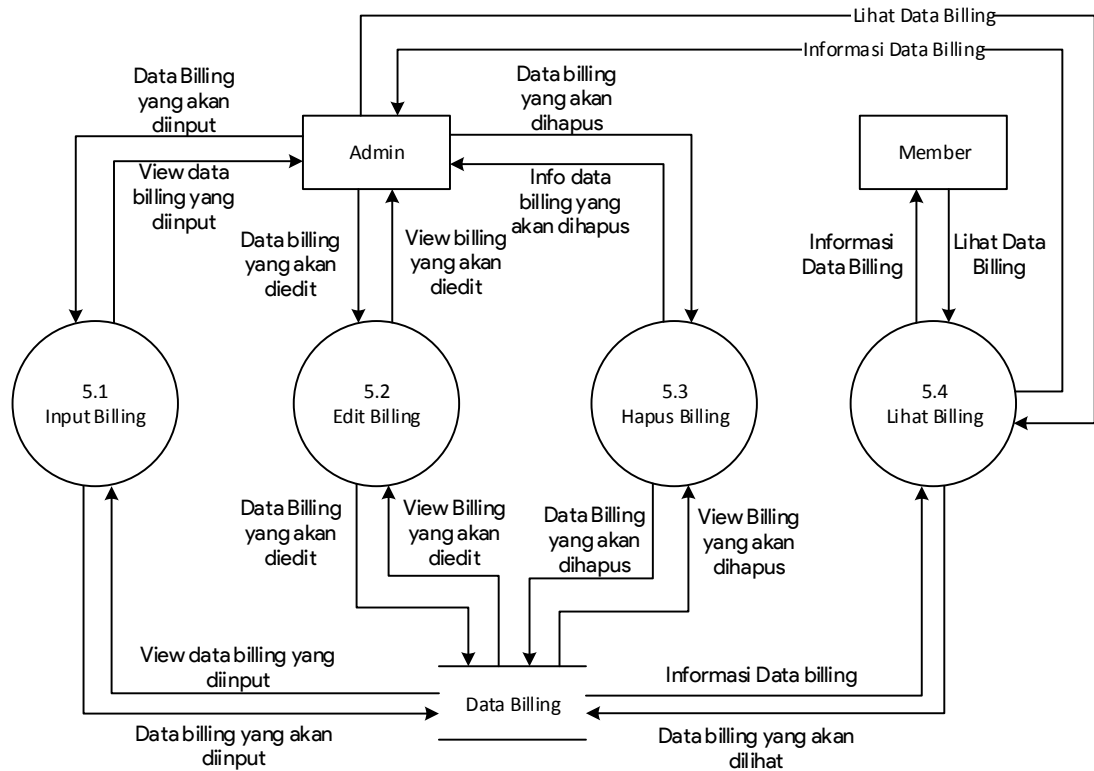 Lihat Data Billing
Informasi Data Billing
Data Billing
yang akan
diinput
Data billing
yang akan
dihapus
Admin
Member
View data
billing yang
diinput
Info data
billing yang
akan dihapus
Data billing
yang akan
diedit
View billing
yang akan
diedit
Informasi
Data Billing
Lihat Data
Billing
5.1
Input Billing
5.2
Edit Billing
5.3
Hapus Billing
5.4
Lihat Billing
Data Billing
yang akan
diedit
View Billing
yang akan
diedit
Data Billing
yang akan
dihapus
View Billing
yang akan
dihapus
View data billing yang
diinput
Informasi Data billing
Data Billing
Data billing yang akan
diinput
Data billing yang akan
dilihat